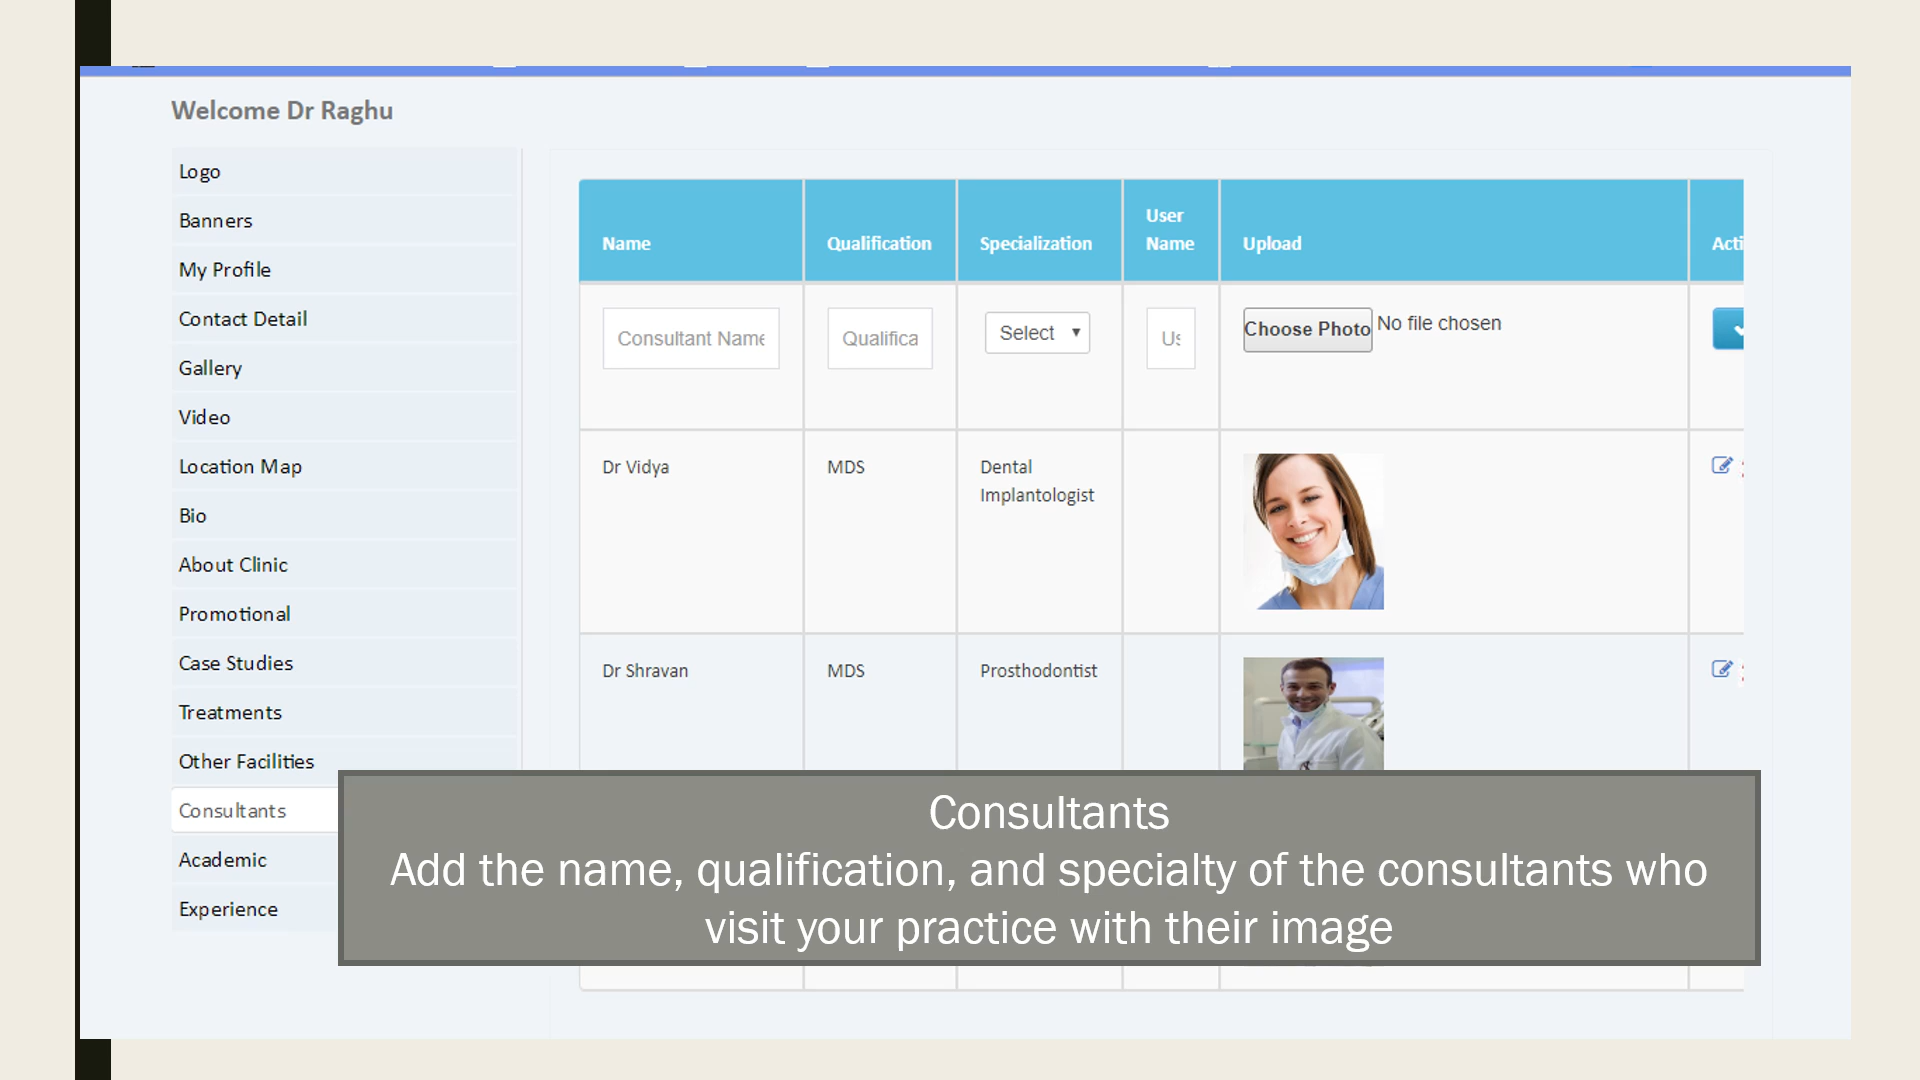 Welcome Dr Raghu
Logo
Banners
My Profile
Contact Detail
Gallery
Video
Location Map
Bio
About Clinic
Promotional
Case Studies
Treatments
Other Facilities
Consultants
Academic
Experience
Name Qualification Specialization User Name Upload Acti
Consultant Name Qualifica Select Us Choose Photo No file chosen
Dr Vidya MDS Dental
Implantologist
Dr Shravan MDS Prosthodontist
Consultants
Add the name, qualification, and specialty of the consultants who
visit your practice with their image